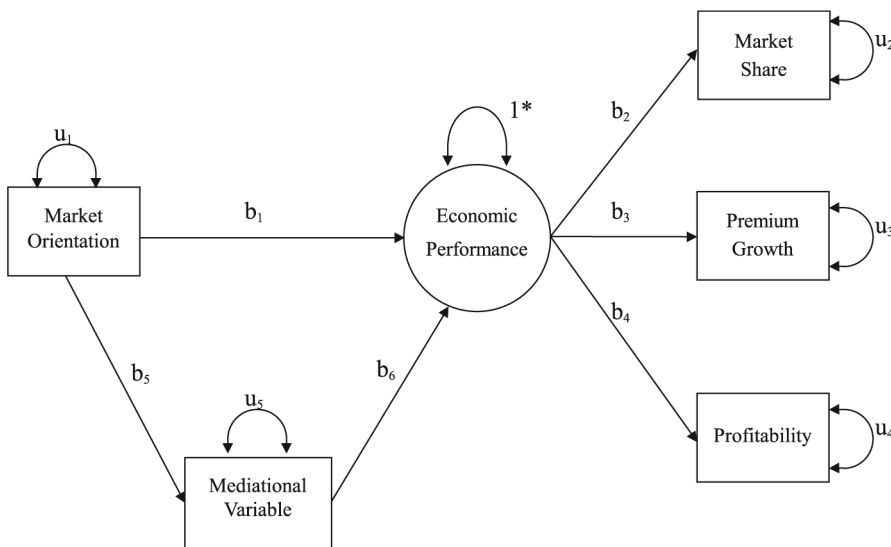 Market
Share
u₂
b₂
1*
u₁
Market
Orientation
b₁
Economic
Performance
b₃
Premium
Growth
u₃
b₄
b₅
b₆
u₅
Mediational
Variable
Profitability
u₄